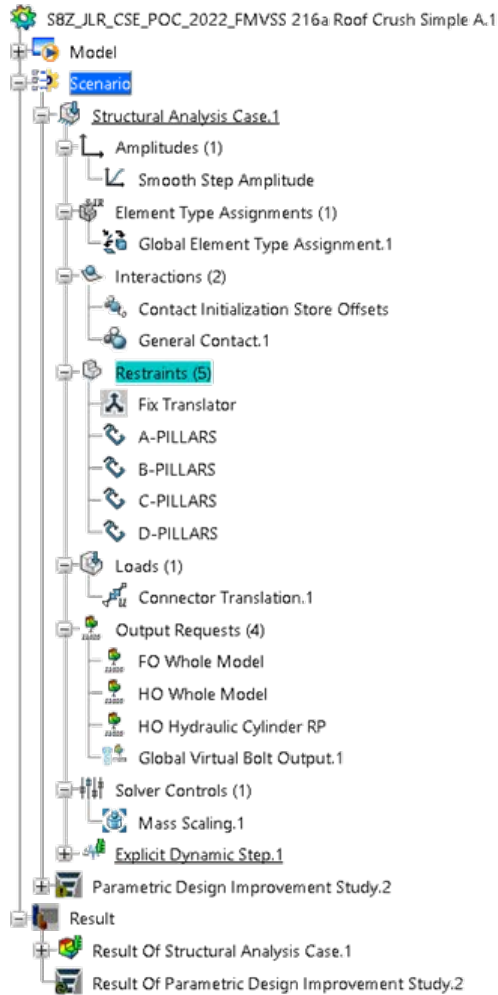 S8Z_JLR_CSE_POC_2022_FMVSS 216a Roof Crush Simple A.1
Model
Scenario
Structural Analysis Case.1
Amplitudes (1)
Smooth Step Amplitude
Element Type Assignments (1)
Global Element Type Assignment.1
Interactions (2)
Contact Initialization Store Offsets
General Contact.1
Restraints (5)
Fix Translator
A-PILLARS
B-PILLARS
C-PILLARS
D-PILLARS
Loads (1)
Connector Translation.1
Output Requests (4)
FO Whole Model
HO Whole Model
HO Hydraulic Cylinder RP
Global Virtual Bolt Output.1
Solver Controls (1)
Mass Scaling.1
Explicit Dynamic Step.1
Parametric Design Improvement Study.2
Result
Result Of Structural Analysis Case.1
Result Of Parametric Design Improvement Study.2